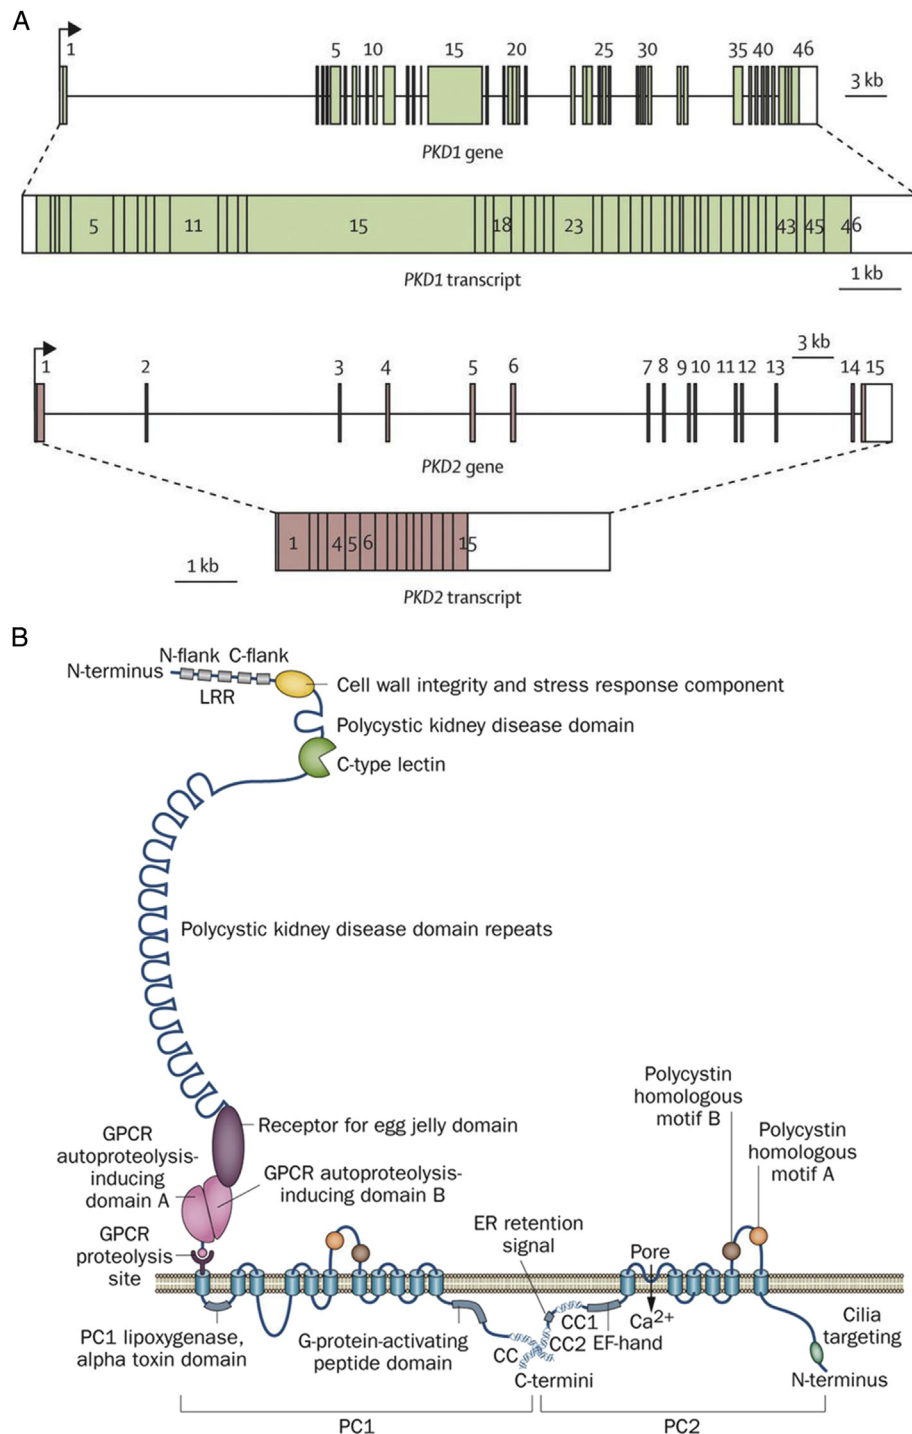 A
1 5 10 15 20 25 30 35 40 46
3 kb
PKD1 gene
5 11 15 18 23 43 45 46
PKD1 transcript
1 kb
3 kb
1 2 3 4 5 6 7 8 9 10 11 12 13 14 15
PKD2 gene
1 4 5 6 15
1 kb
PKD2 transcript
B
N-flank C-flank
N-terminus
LRR
Cell wall integrity and stress response component
Polycystic kidney disease domain
C-type lectin
Polycystic kidney disease domain repeats
Receptor for egg jelly domain
GPCR
autoproteolysis-
inducing
domain A
GPCR autoproteolysis-
inducing domain B
GPCR
proteolysis
site
PC1 lipoxygenase,
alpha toxin domain
G-protein-activating
peptide domain
ER retention
signal
CC
CC1
CC2
EF-hand
C-termini
Pore
Ca2+
Polycystin
homologous
motif B
Polycystin
homologous
motif A
Cilia
targeting
N-terminus
PC1
PC2